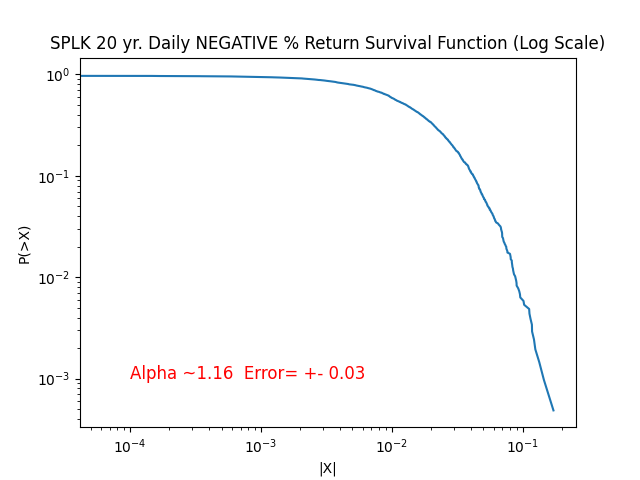 SPLK 20 yr. Daily NEGATIVE % Return Survival Function (Log Scale)
10⁰
10⁻¹
10⁻²
10⁻³
P(>X)
Alpha ~1.16  Error= +- 0.03
10⁻⁴ 10⁻³ 10⁻² 10⁻¹
|X|